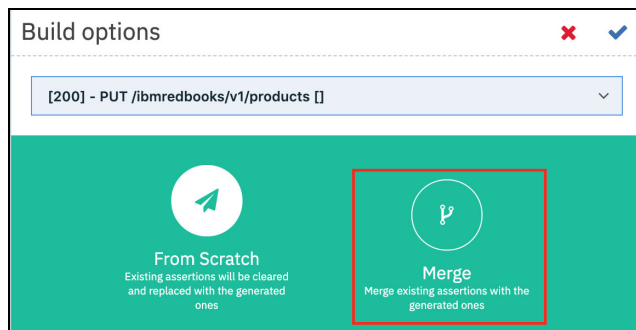 Build options
[200] - PUT /ibmredbooks/v1/products []
From Scratch
Existing assertions will be cleared
and replaced with the generated
ones
Merge
Merge existing assertions with the
generated ones